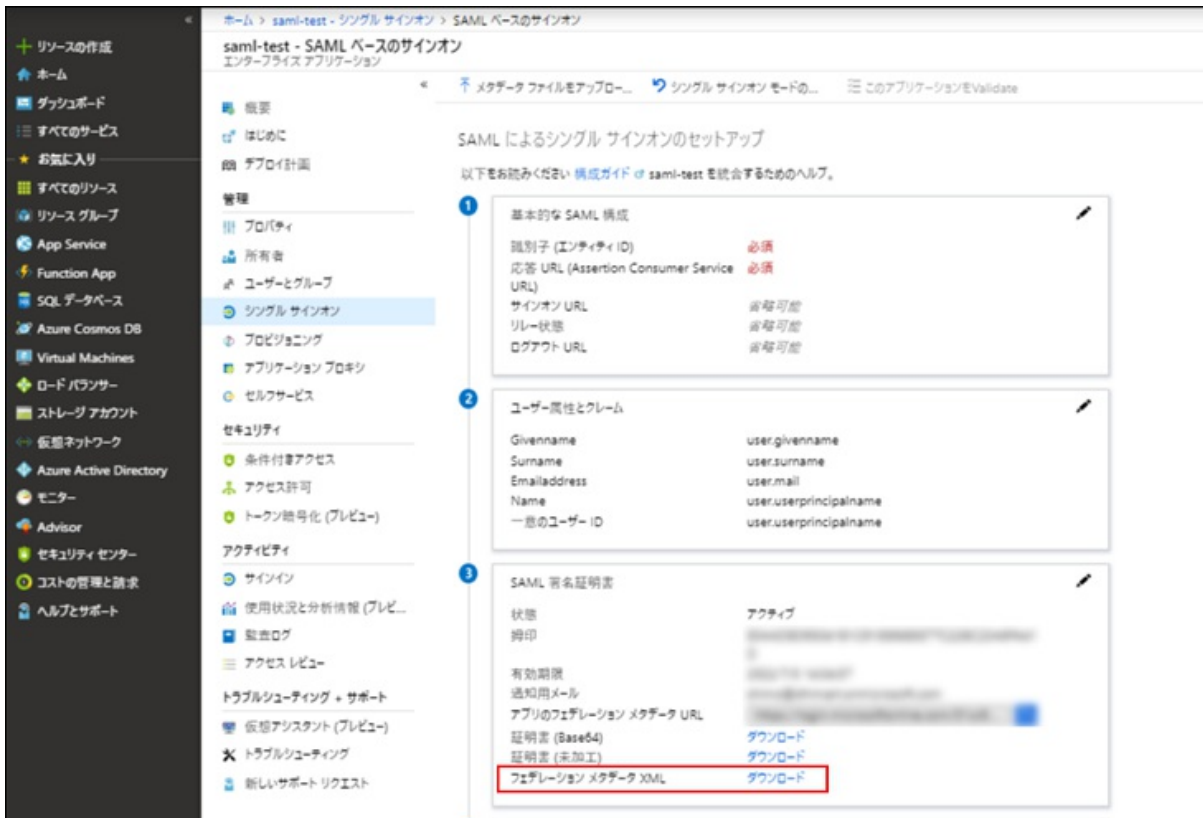 ホーム > saml-test - シングル サインオン > SAML ベースのサインオン
saml-test - SAML ベースのサインオン
エンタープライズ アプリケーション
リソースの作成
ホーム
ダッシュボード
すべてのサービス
お気に入り
すべてのリソース
リソース グループ
App Service
Function App
SQL データベース
Azure Cosmos DB
Virtual Machines
ロード バランサー
ストレージ アカウント
仮想ネットワーク
Azure Active Directory
モニター
Advisor
セキュリティ センター
コストの管理と請求
ヘルプとサポート
概要
はじめに
デプロイ計画
管理
プロパティ
所有者
ユーザーとグループ
シングル サインオン
プロビジョニング
アプリケーション プロキシ
セルフサービス
セキュリティ
条件付きアクセス
アクセス許可
トークン暗号化 (プレビュー)
アクティビティ
サインイン
使用状況と分析情報 (プレビ...
監査ログ
アクセス レビュー
トラブルシューティング + サポート
仮想アシスタント (プレビュー)
トラブルシューティング
新しいサポート リクエスト
メタデータ ファイルをアップロー... シングル サインオン モードの... このアプリケーションをValidate
SAML によるシングル サインオンのセットアップ
以下をお読みください 構成ガイド saml-test を統合するためのヘルプ。
1
基本的な SAML 構成
識別子 (エンティティ ID) 必須
応答 URL (Assertion Consumer Service 必須
URL)
サインオン URL 省略可能
リレー状態 省略可能
ログアウト URL 省略可能
2
ユーザー属性とクレーム
Givenname user.givenname
Surname user.surname
Emailaddress user.mail
Name user.userprincipalname
一意のユーザー ID user.userprincipalname
3
SAML 署名証明書
状態 アクティブ
拇印
有効期限
通知用メール
アプリのフェデレーション メタデータ URL
証明書 (Base64) ダウンロード
証明書 (未加工) ダウンロード
フェデレーション メタデータ XML ダウンロード